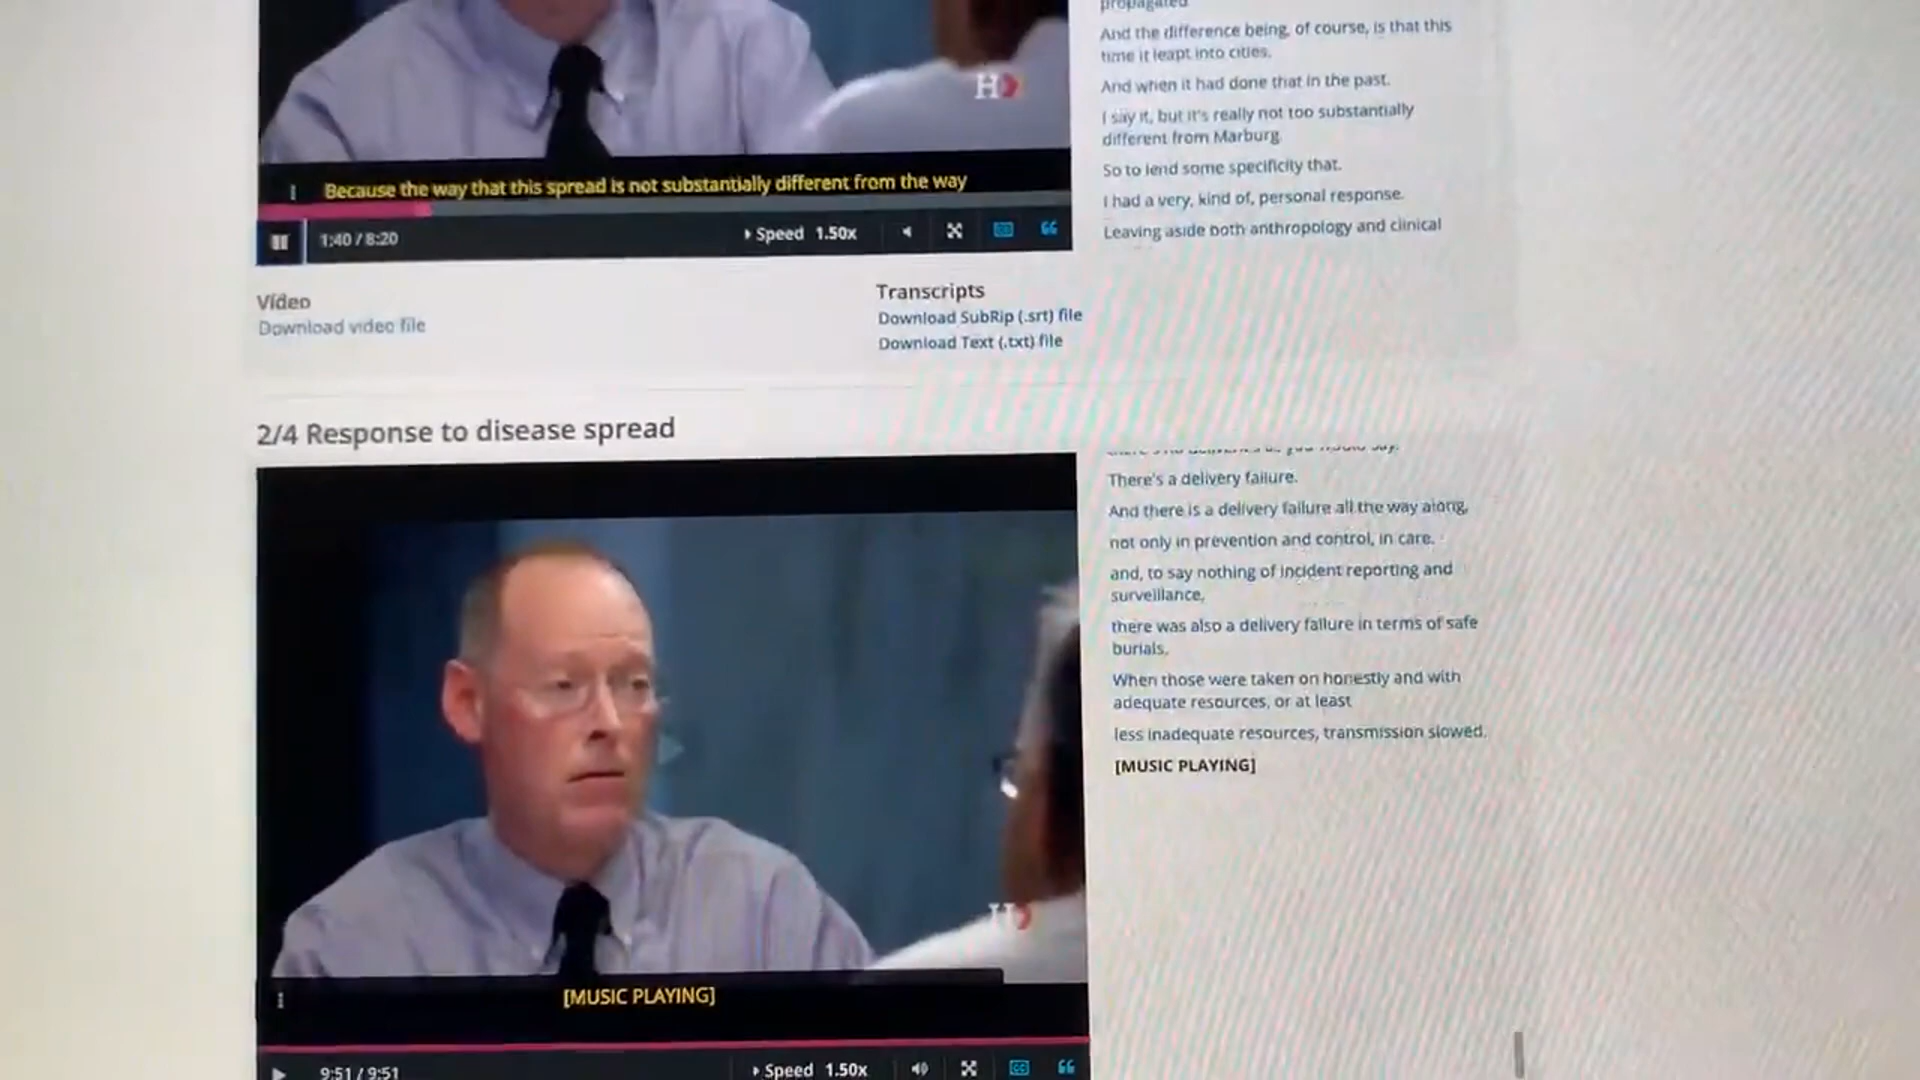 propagated
And the difference being, of course, is that this
time it leapt into cities.
And when it had done that in the past.
I say it, but it's really not too substantially
different from Marburg.
So to lend some specificity that.
I had a very, kind of, personal response.
Leaving aside both anthropology and clinical
H
Because the way that this spread is not substantially different from the way
1:40 / 8:20
Speed 1.50x
CC
Video
Download video file
Transcripts
Download SubRip (.srt) file
Download Text (.txt) file
2/4 Response to disease spread
There's a delivery failure.
And there is a delivery failure all the way along,
not only in prevention and control, in care.
and, to say nothing of incident reporting and
surveillance,
there was also a delivery failure in terms of safe
burials.
When those were taken on honestly and with
adequate resources, or at least
less inadequate resources, transmission slowed.
[MUSIC PLAYING]
[MUSIC PLAYING]
9:51 / 9:51
Speed 1.50x
CC